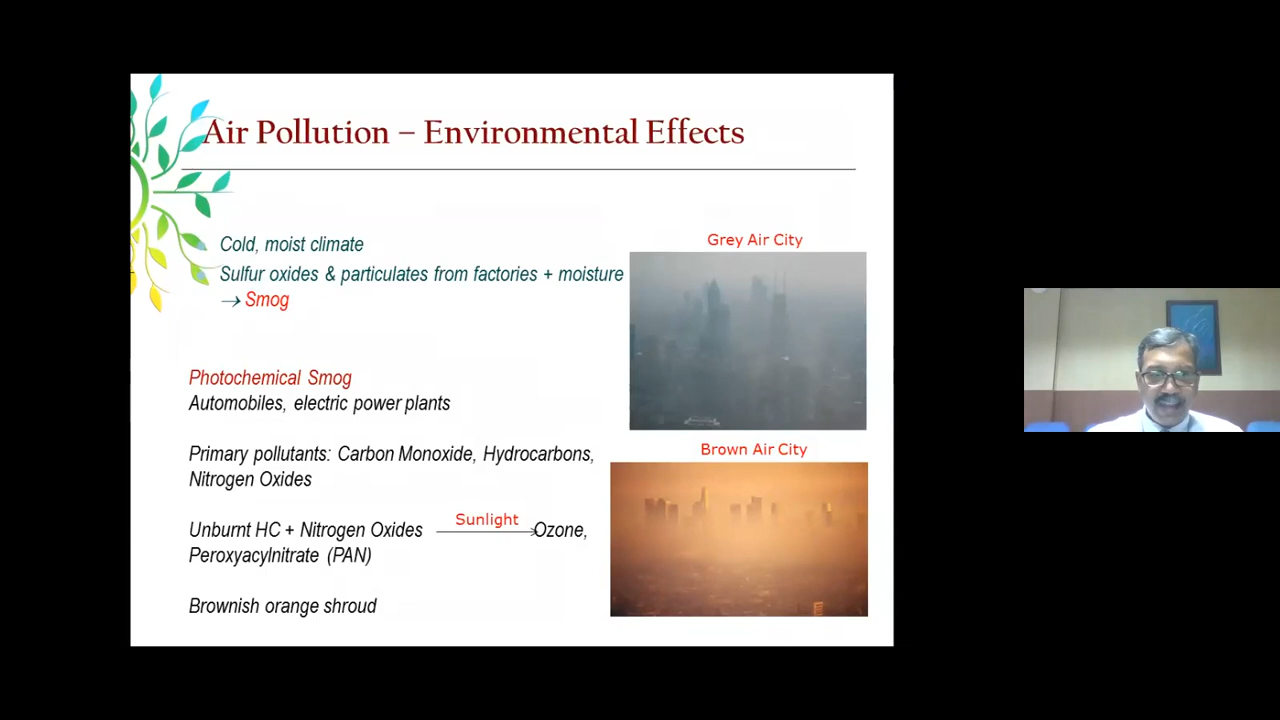 Air Pollution – Environmental Effects
Cold, moist climate
Sulfur oxides & particulates from factories + moisture
→ Smog
Grey Air City
Photochemical Smog
Automobiles, electric power plants
Primary pollutants: Carbon Monoxide, Hydrocarbons,
Nitrogen Oxides
Brown Air City
Sunlight
Unburnt HC + Nitrogen Oxides → Ozone,
Peroxyacylnitrate (PAN)
Brownish orange shroud